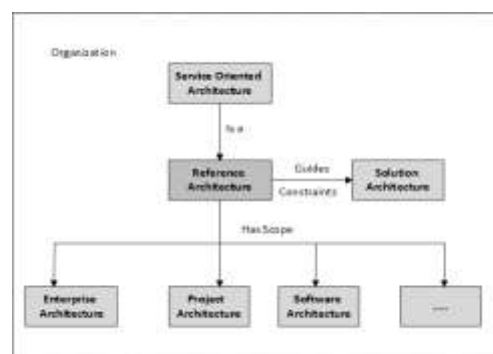 Organization
Service Oriented
Architecture
Is a
Reference
Architecture
Guides
Constraints
Solution
Architecture
Has Scope
Enterprise
Architecture
Project
Architecture
Software
Architecture
.....